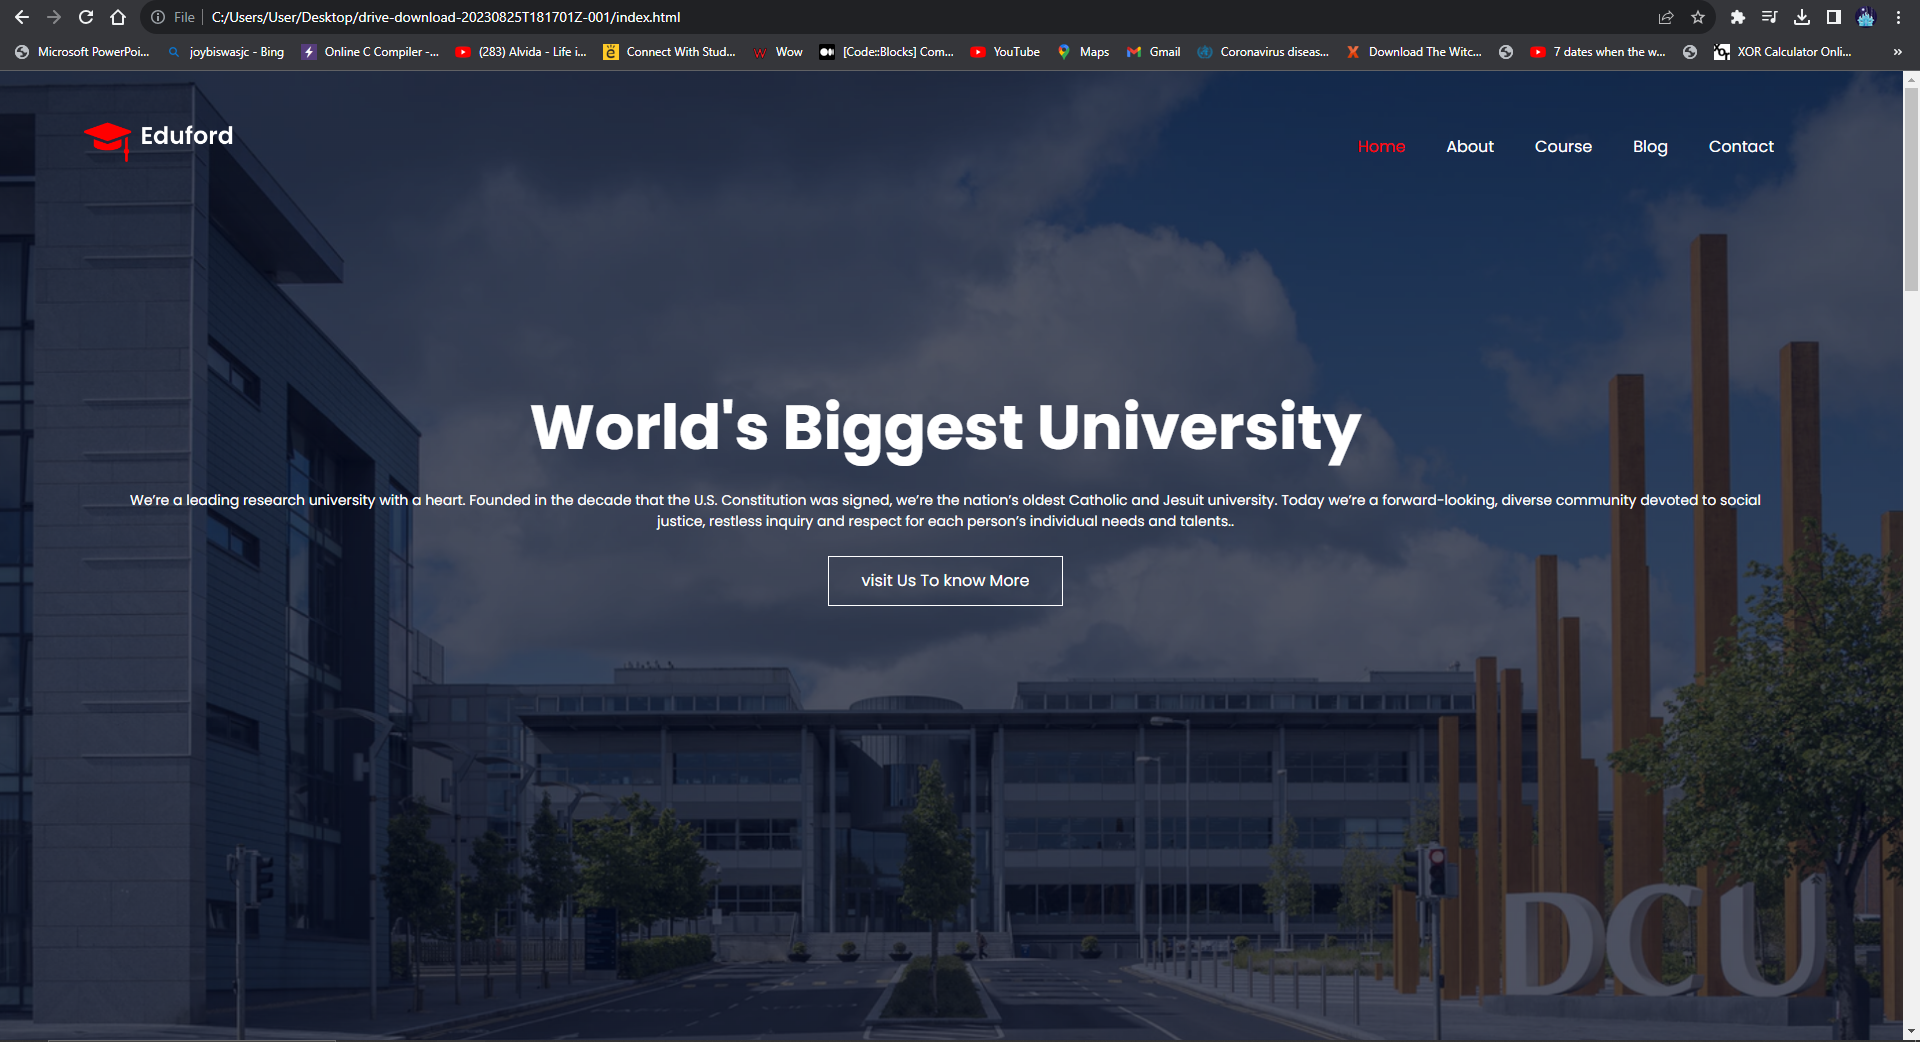 File
C:/Users/User/Desktop/drive-download-20230825T181701Z-001/index.html
Microsoft PowerPoi...
joybiswasjc - Bing
Online C Compiler -...
(283) Alvida - Life i...
Connect With Stud...
Wow
[Code::Blocks] Com...
YouTube
Maps
Gmail
Coronavirus diseas...
Download The Witc...
7 dates when the w...
XOR Calculator Onli...
»
Eduford
Home
About
Course
Blog
Contact
World's Biggest University
We’re a leading research university with a heart. Founded in the decade that the U.S. Constitution was signed, we’re the nation’s oldest Catholic and Jesuit university. Today we’re a forward-looking, diverse community devoted to social
justice, restless inquiry and respect for each person’s individual needs and talents..
visit Us To know More
DCU